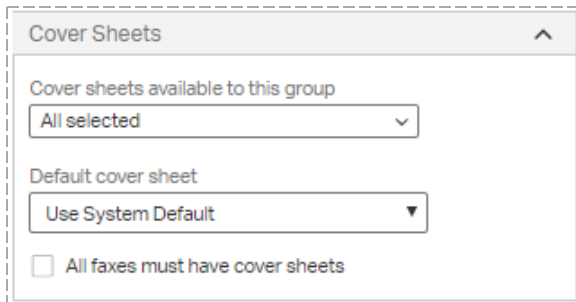 Cover Sheets
Cover sheets available to this group
All selected
Default cover sheet
Use System Default
All faxes must have cover sheets